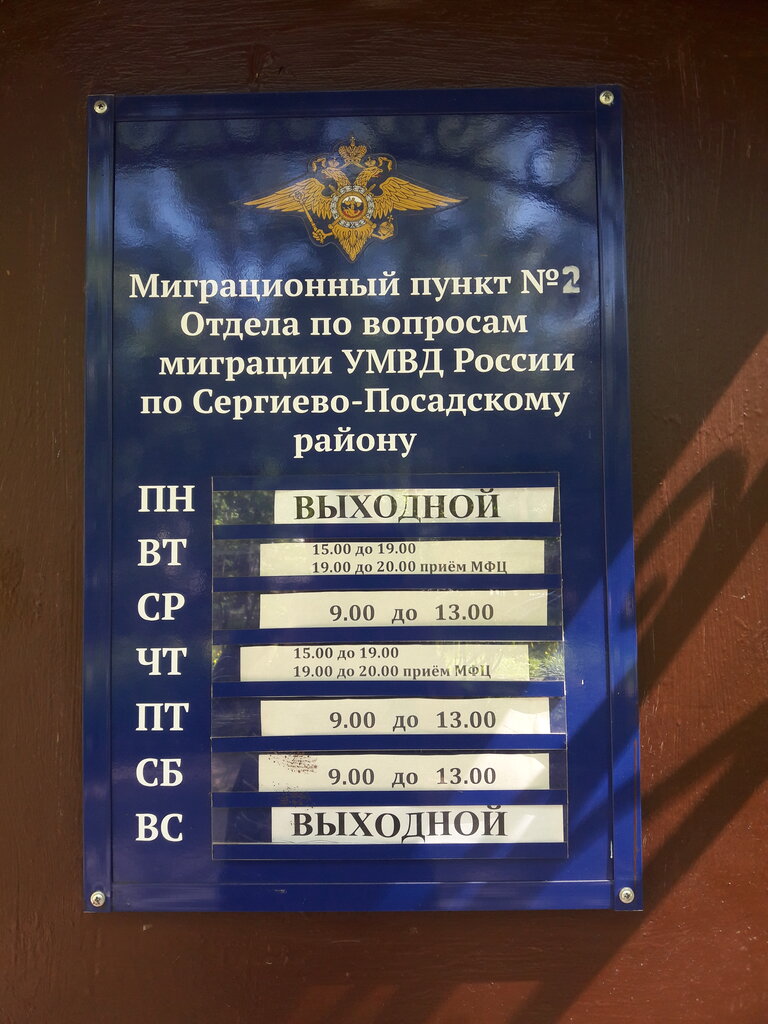 Миграционный пункт №2
Отдела по вопросам
миграции УМВД России
по Сергиево-Посадскому
району
ПН ВЫХОДНОЙ
ВТ 15.00 до 19.00
19.00 до 20.00 приём МФЦ
СР 9.00 до 13.00
ЧТ 15.00 до 19.00
19.00 до 20.00 приём МФЦ
ПТ 9.00 до 13.00
СБ 9.00 до 13.00
ВС ВЫХОДНОЙ